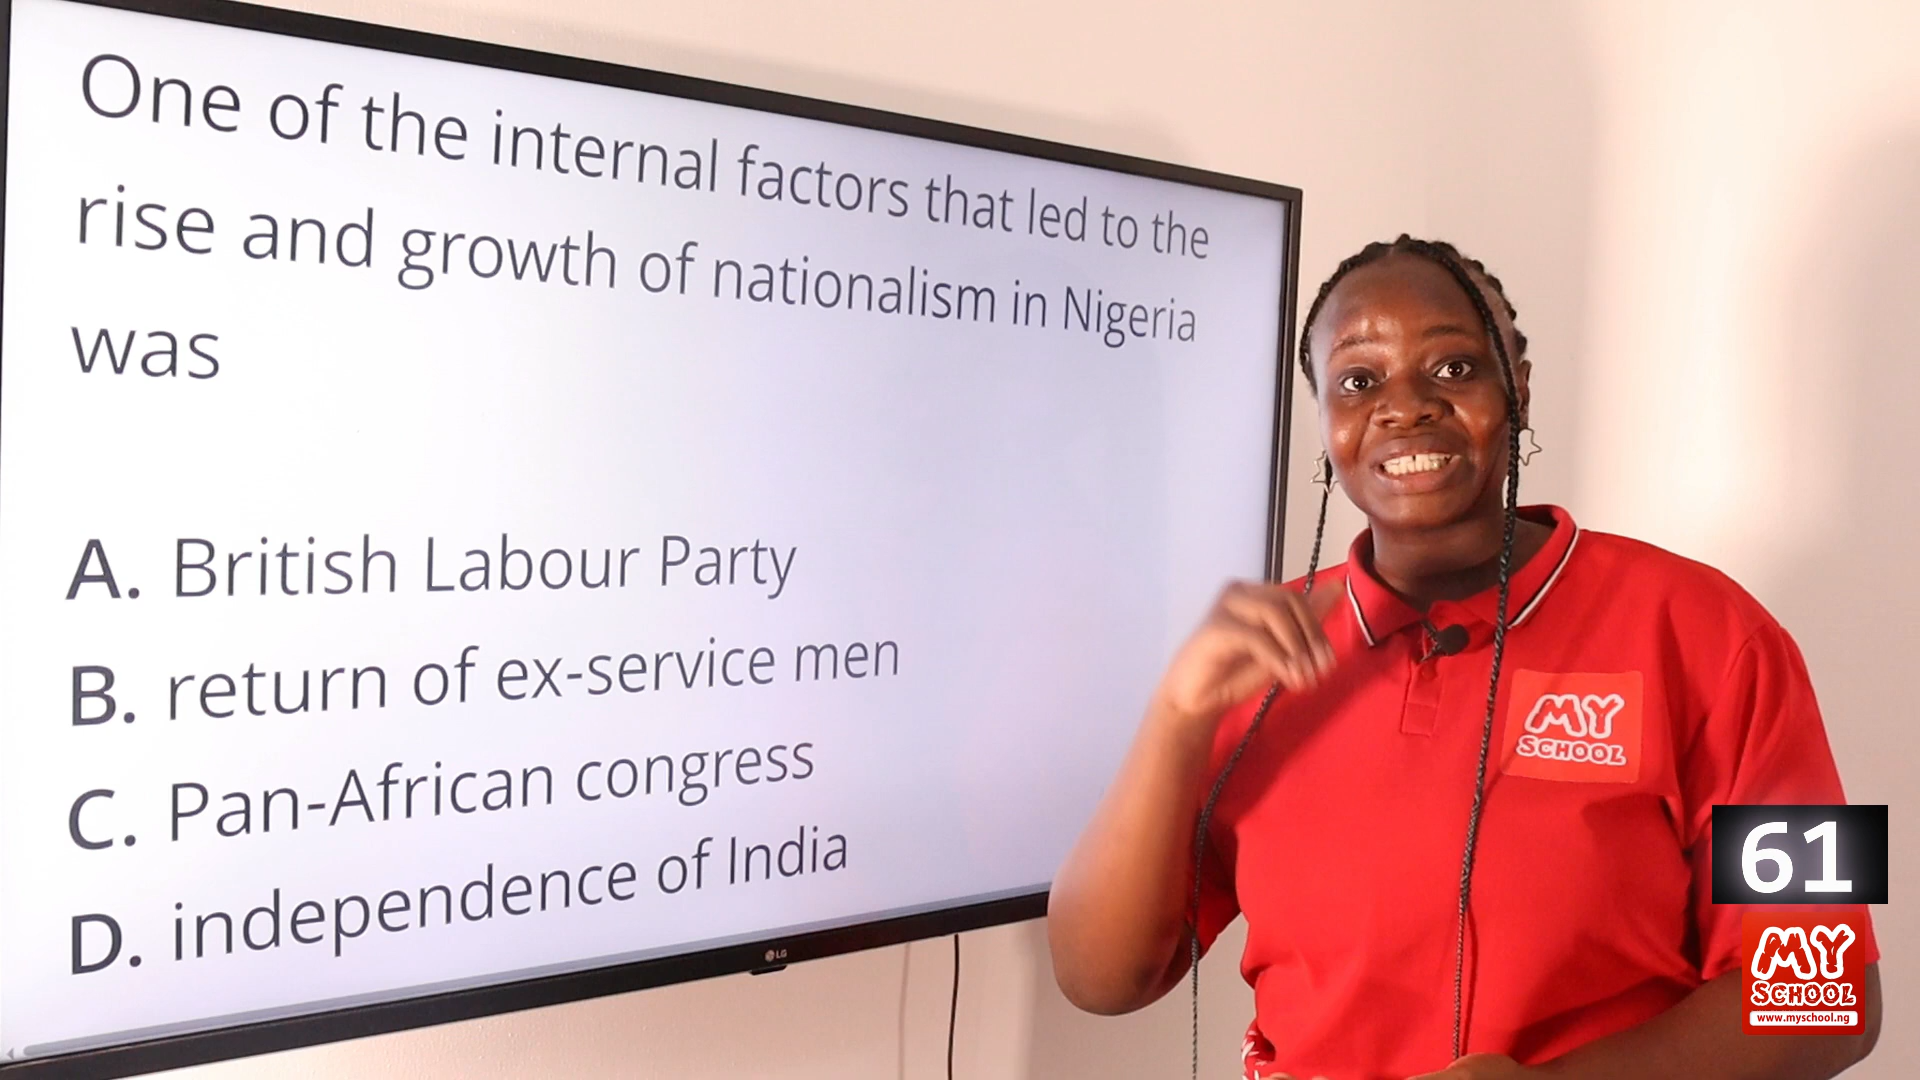 One of the internal factors that led to the
rise and growth of nationalism in Nigeria
was
A. British Labour Party
B. return of ex-service men
C. Pan-African congress
D. independence of India
LG
MY
SCHOOL
61
MY
SCHOOL
www.myschool.ng